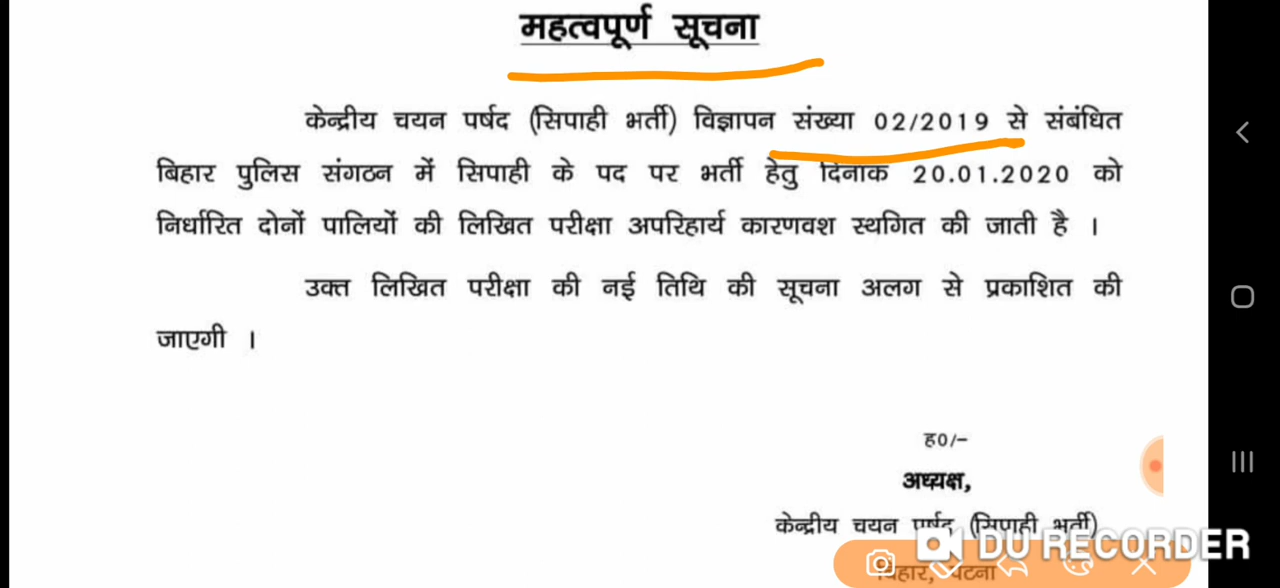 महत्वपूर्ण सूचना
केन्द्रीय चयन पर्षद (सिपाही भर्ती) विज्ञापन संख्या 02/2019 से संबंधित
बिहार पुलिस संगठन में सिपाही के पद पर भर्ती हेतु दिनांक 20.01.2020 को
निर्धारित दोनों पालियों की लिखित परीक्षा अपरिहार्य कारणवश स्थगित की जाती है ।
उक्त लिखित परीक्षा की नई तिथि की सूचना अलग से प्रकाशित की
जाएगी ।
ह0/-
अध्यक्ष,
केन्द्रीय चयन पर्षद (सिपाही भर्ती)
DU RECORDER
बिहार, पटना